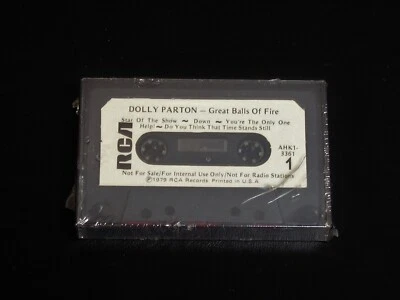 DOLLY PARTON — Great Balls Of Fire
Star Of The Show ~ Down ~ You're The Only One
Help! ~ Do You Think That Time Stands Still
RCA
AHK1-
3361
1
Not For Sale/For Internal Use Only/Not For Radio Stations
℗1979 RCA Records Printed in U.S.A.